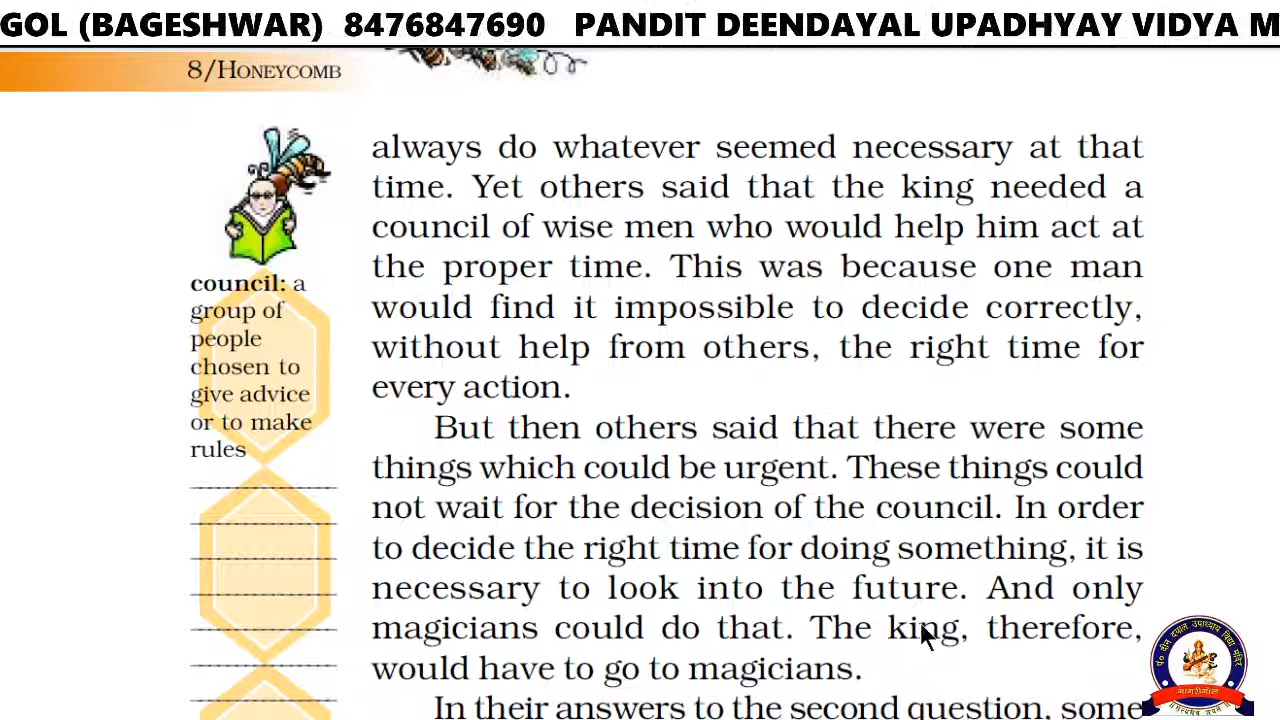 GOL (BAGESHWAR) 8476847690 PANDIT DEENDAYAL UPADHYAY VIDYA M
8/HONEYCOMB
always do whatever seemed necessary at that
time. Yet others said that the king needed a
council of wise men who would help him act at
the proper time. This was because one man
would find it impossible to decide correctly,
without help from others, the right time for
every action.
council: a
group of
people
chosen to
give advice
or to make
rules
But then others said that there were some
things which could be urgent. These things could
not wait for the decision of the council. In order
to decide the right time for doing something, it is
necessary to look into the future. And only
magicians could do that. The king, therefore,
would have to go to magicians.
In their answers to the second question, some
पं० दीन दयाल उपाध्याय विद्या मंदिर